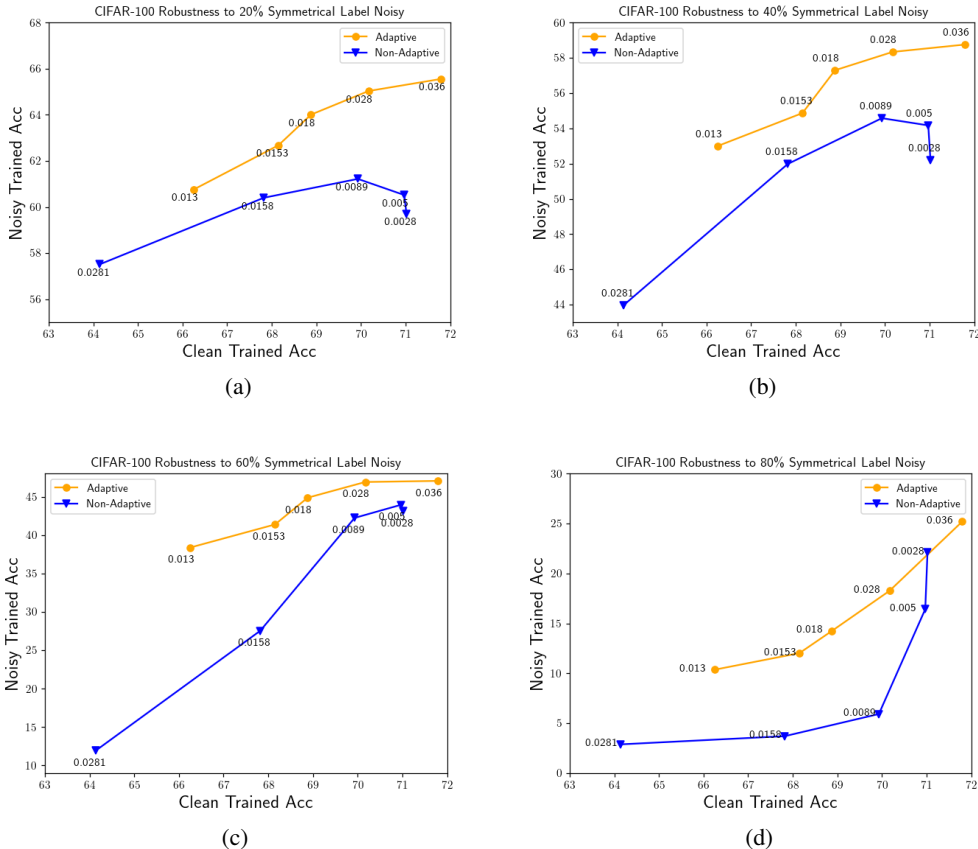 CIFAR-100 Robustness to 20% Symmetrical Label Noisy
68
66
64
62
60
58
56
Noisy Trained Acc
Adaptive
Non-Adaptive
0.013
0.0153
0.018
0.028
0.036
0.0281
0.0158
0.0089
0.005
0.0028
63 64 65 66 67 68 69 70 71 72
Clean Trained Acc
(a)
CIFAR-100 Robustness to 40% Symmetrical Label Noisy
60
58
56
54
52
50
48
46
44
Noisy Trained Acc
Adaptive
Non-Adaptive
0.013
0.0153
0.018
0.028
0.036
0.0281
0.0158
0.0089
0.005
0.0028
63 64 65 66 67 68 69 70 71 72
Clean Trained Acc
(b)
CIFAR-100 Robustness to 60% Symmetrical Label Noisy
45
40
35
30
25
20
15
10
Noisy Trained Acc
Adaptive
Non-Adaptive
0.013
0.0153
0.018
0.028
0.036
0.0281
0.0158
0.0089
0.005
0.0028
63 64 65 66 67 68 69 70 71 72
Clean Trained Acc
(c)
CIFAR-100 Robustness to 80% Symmetrical Label Noisy
30
25
20
15
10
5
0
Noisy Trained Acc
Adaptive
Non-Adaptive
0.013
0.0153
0.018
0.028
0.036
0.0281
0.0158
0.0089
0.005
0.0028
63 64 65 66 67 68 69 70 71 72
Clean Trained Acc
(d)